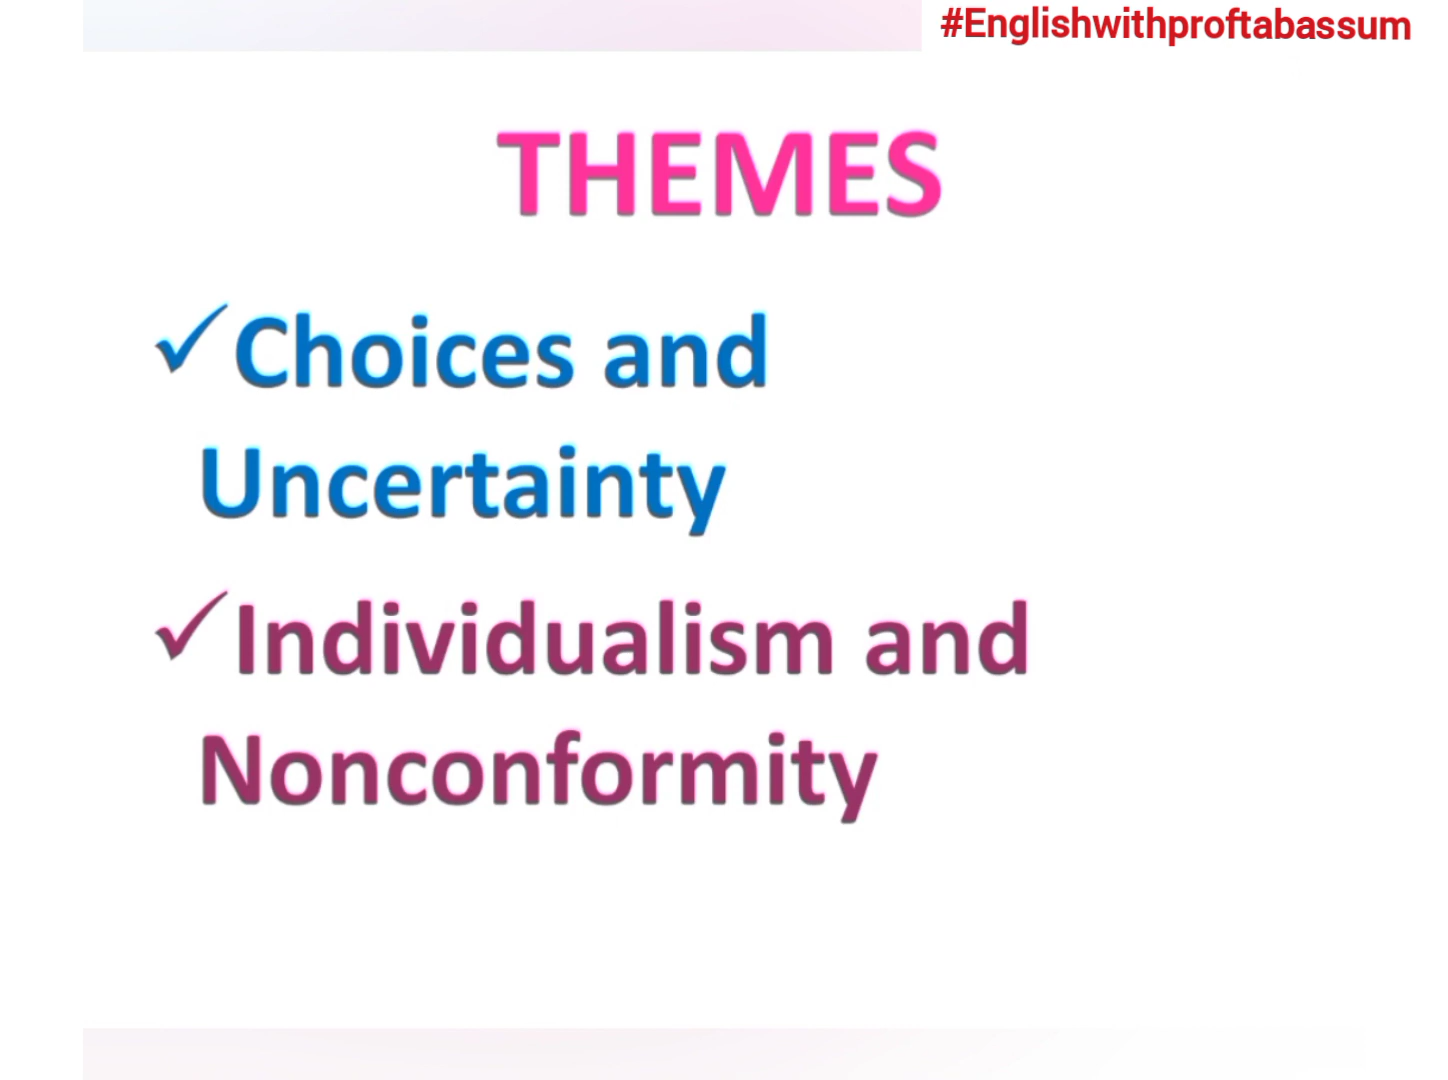 #Englishwithproftabassum
THEMES
✓Choices and
Uncertainty
✓Individualism and
Nonconformity